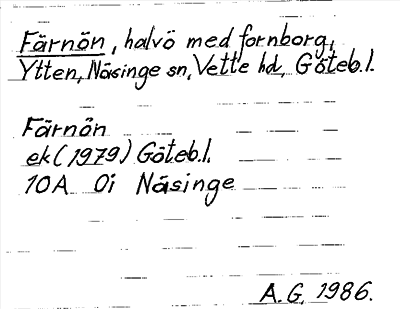 Färnön, halvö med fornborg,
Ytten, Näsinge sn, Vette hd, Göteb.l.
Färnön
ek (1979) Göteb.l.
10A 0i Näsinge
A.G. 1986.